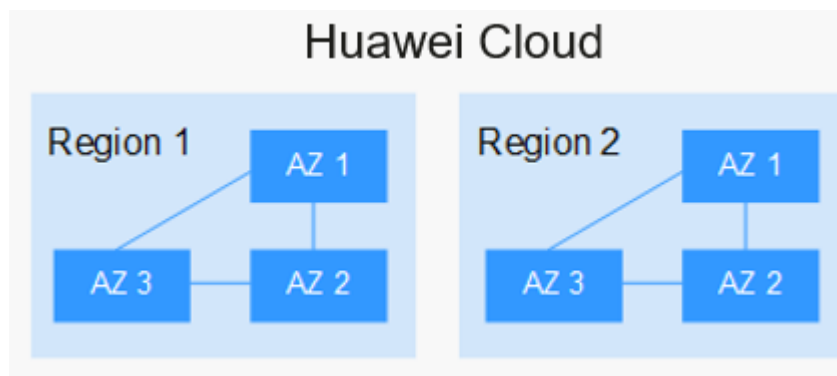 Huawei Cloud
Region 1
AZ 1
AZ 3
AZ 2
Region 2
AZ 1
AZ 3
AZ 2